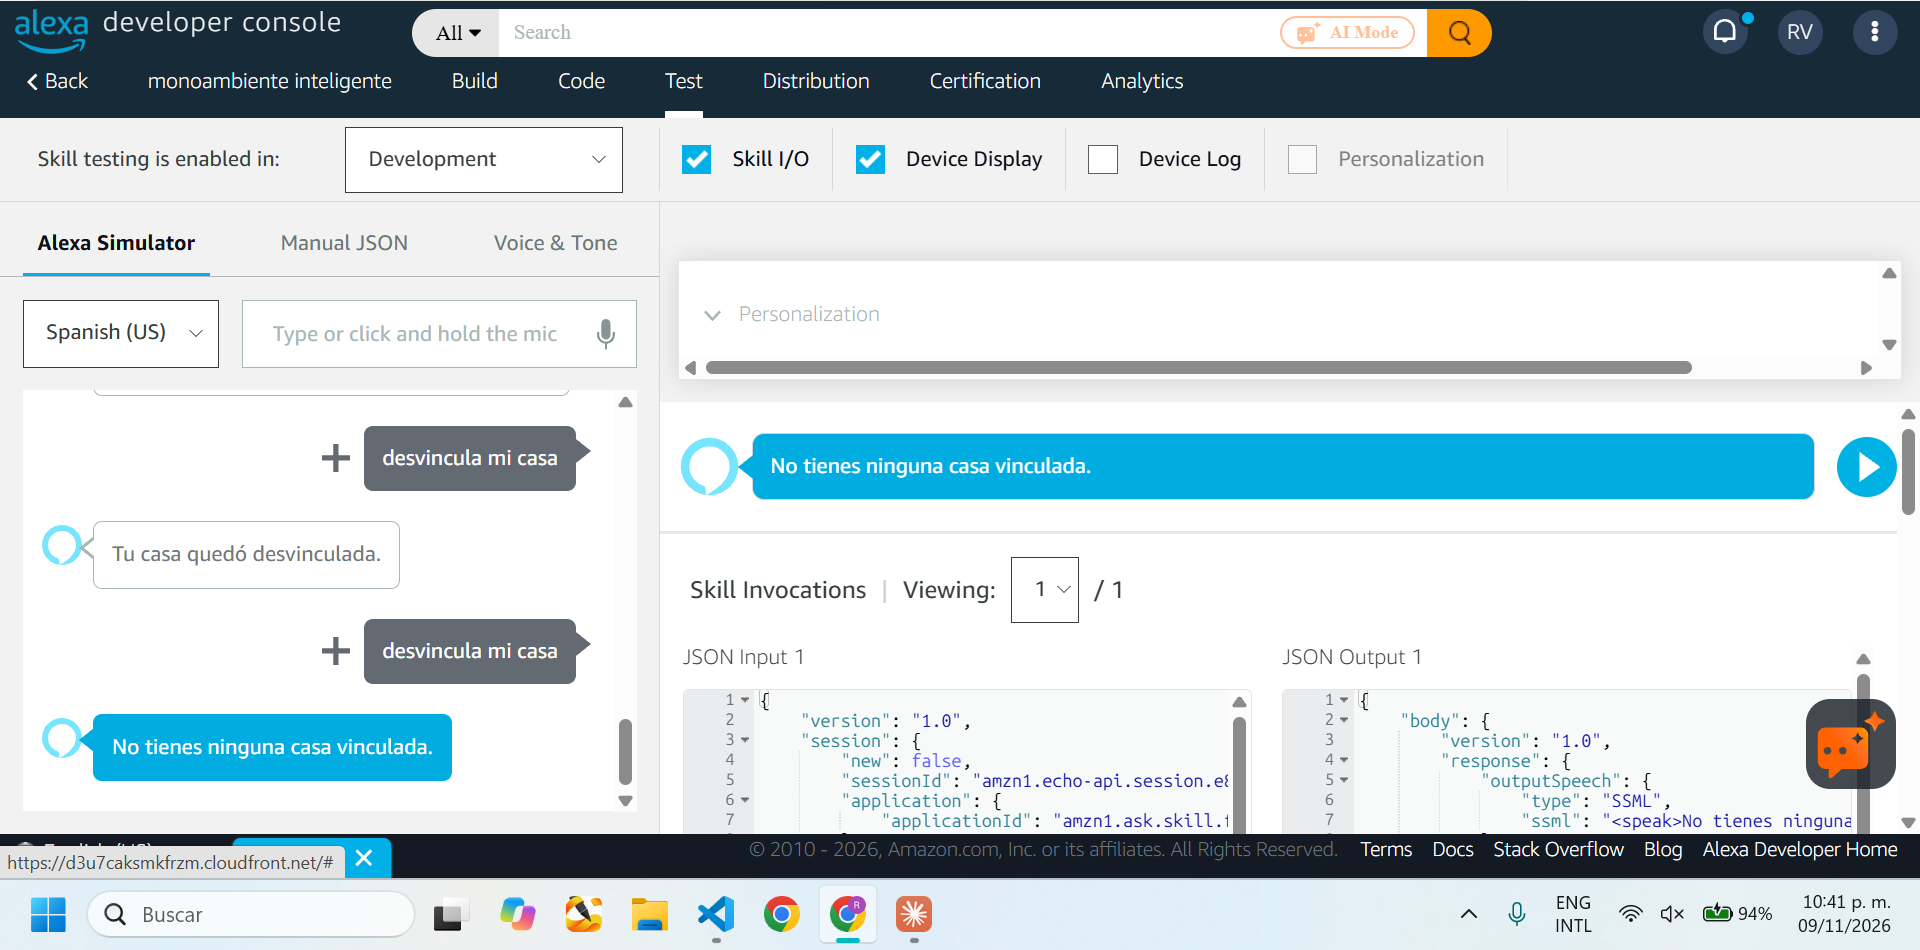 alexa developer console
All
Search
AI Mode
RV
Back
monoambiente inteligente
Build
Code
Test
Distribution
Certification
Analytics
Skill testing is enabled in:
Development
Skill I/O
Device Display
Device Log
Personalization
Alexa Simulator
Manual JSON
Voice & Tone
Spanish (US)
Type or click and hold the mic
desvincula mi casa
Tu casa quedó desvinculada.
desvincula mi casa
No tienes ninguna casa vinculada.
Personalization
No tienes ninguna casa vinculada.
Skill Invocations | Viewing: 1 / 1
JSON Input 1
1 {
2 "version": "1.0",
3 "session": {
4 "new": false,
5 "sessionId": "amzn1.echo-api.session.e8
6 "application": {
7 "applicationId": "amzn1.ask.skill.f
JSON Output 1
1 {
2 "body": {
3 "version": "1.0",
4 "response": {
5 "outputSpeech": {
6 "type": "SSML",
7 "ssml": "<speak>No tienes ninguna
https://d3u7caksmkfrzm.cloudfront.net/#
© 2010 - 2026, Amazon.com, Inc. or its affiliates. All Rights Reserved.
Terms
Docs
Stack Overflow
Blog
Alexa Developer Home
Buscar
R
ENG
INTL
94%
10:41 p. m.
09/11/2026